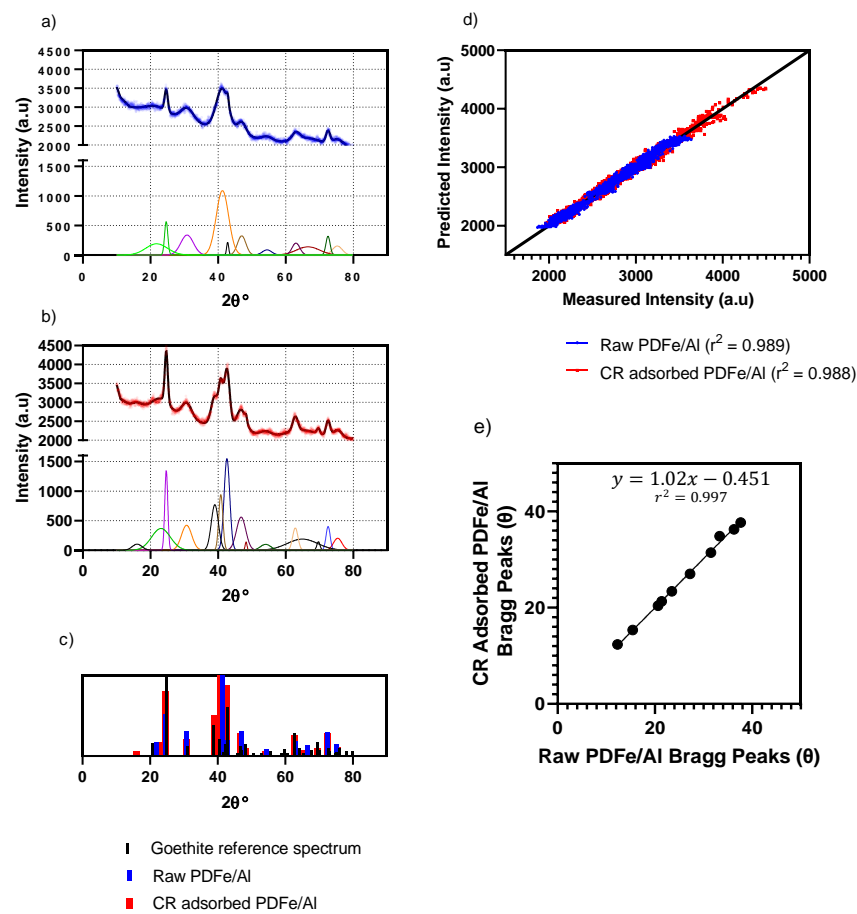 a)
4500
4000
3500
3000
2500
2000
1500
1000
500
0
Intensity (a.u)
0 20 40 60 80
2θ°
b)
4500
4000
3500
3000
2500
2000
1500
1000
500
0
Intensity (a.u)
0 20 40 60 80
2θ°
c)
0 20 40 60 80
2θ°
Goethite reference spectrum
Raw PDFe/Al
CR adsorbed PDFe/Al
d)
5000
4000
3000
2000
Predicted Intensity (a.u)
2000 3000 4000 5000
Measured Intensity (a.u)
Raw PDFe/Al (r² = 0.989)
CR adsorbed PDFe/Al (r² = 0.988)
e)
y = 1.02x − 0.451
r² = 0.997
40
20
0
CR Adsorbed PDFe/Al
Bragg Peaks (θ)
0 20 40
Raw PDFe/Al Bragg Peaks (θ)